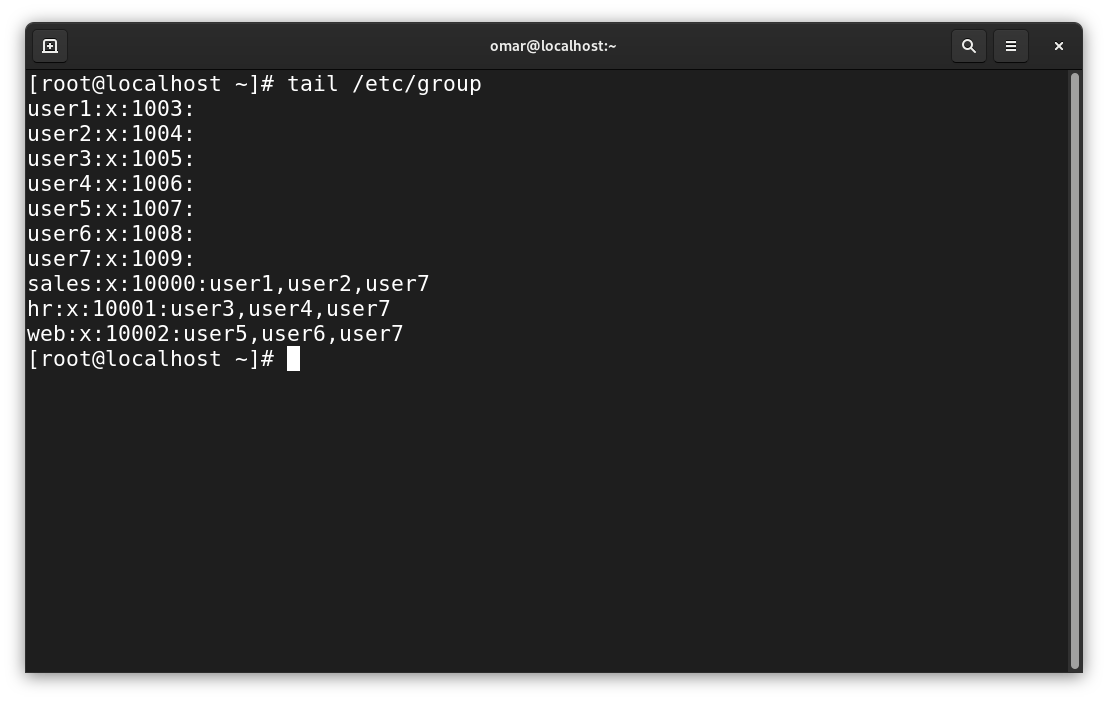 omar@localhost:~
[root@localhost ~]# tail /etc/group
user1:x:1003:
user2:x:1004:
user3:x:1005:
user4:x:1006:
user5:x:1007:
user6:x:1008:
user7:x:1009:
sales:x:10000:user1,user2,user7
hr:x:10001:user3,user4,user7
web:x:10002:user5,user6,user7
[root@localhost ~]#